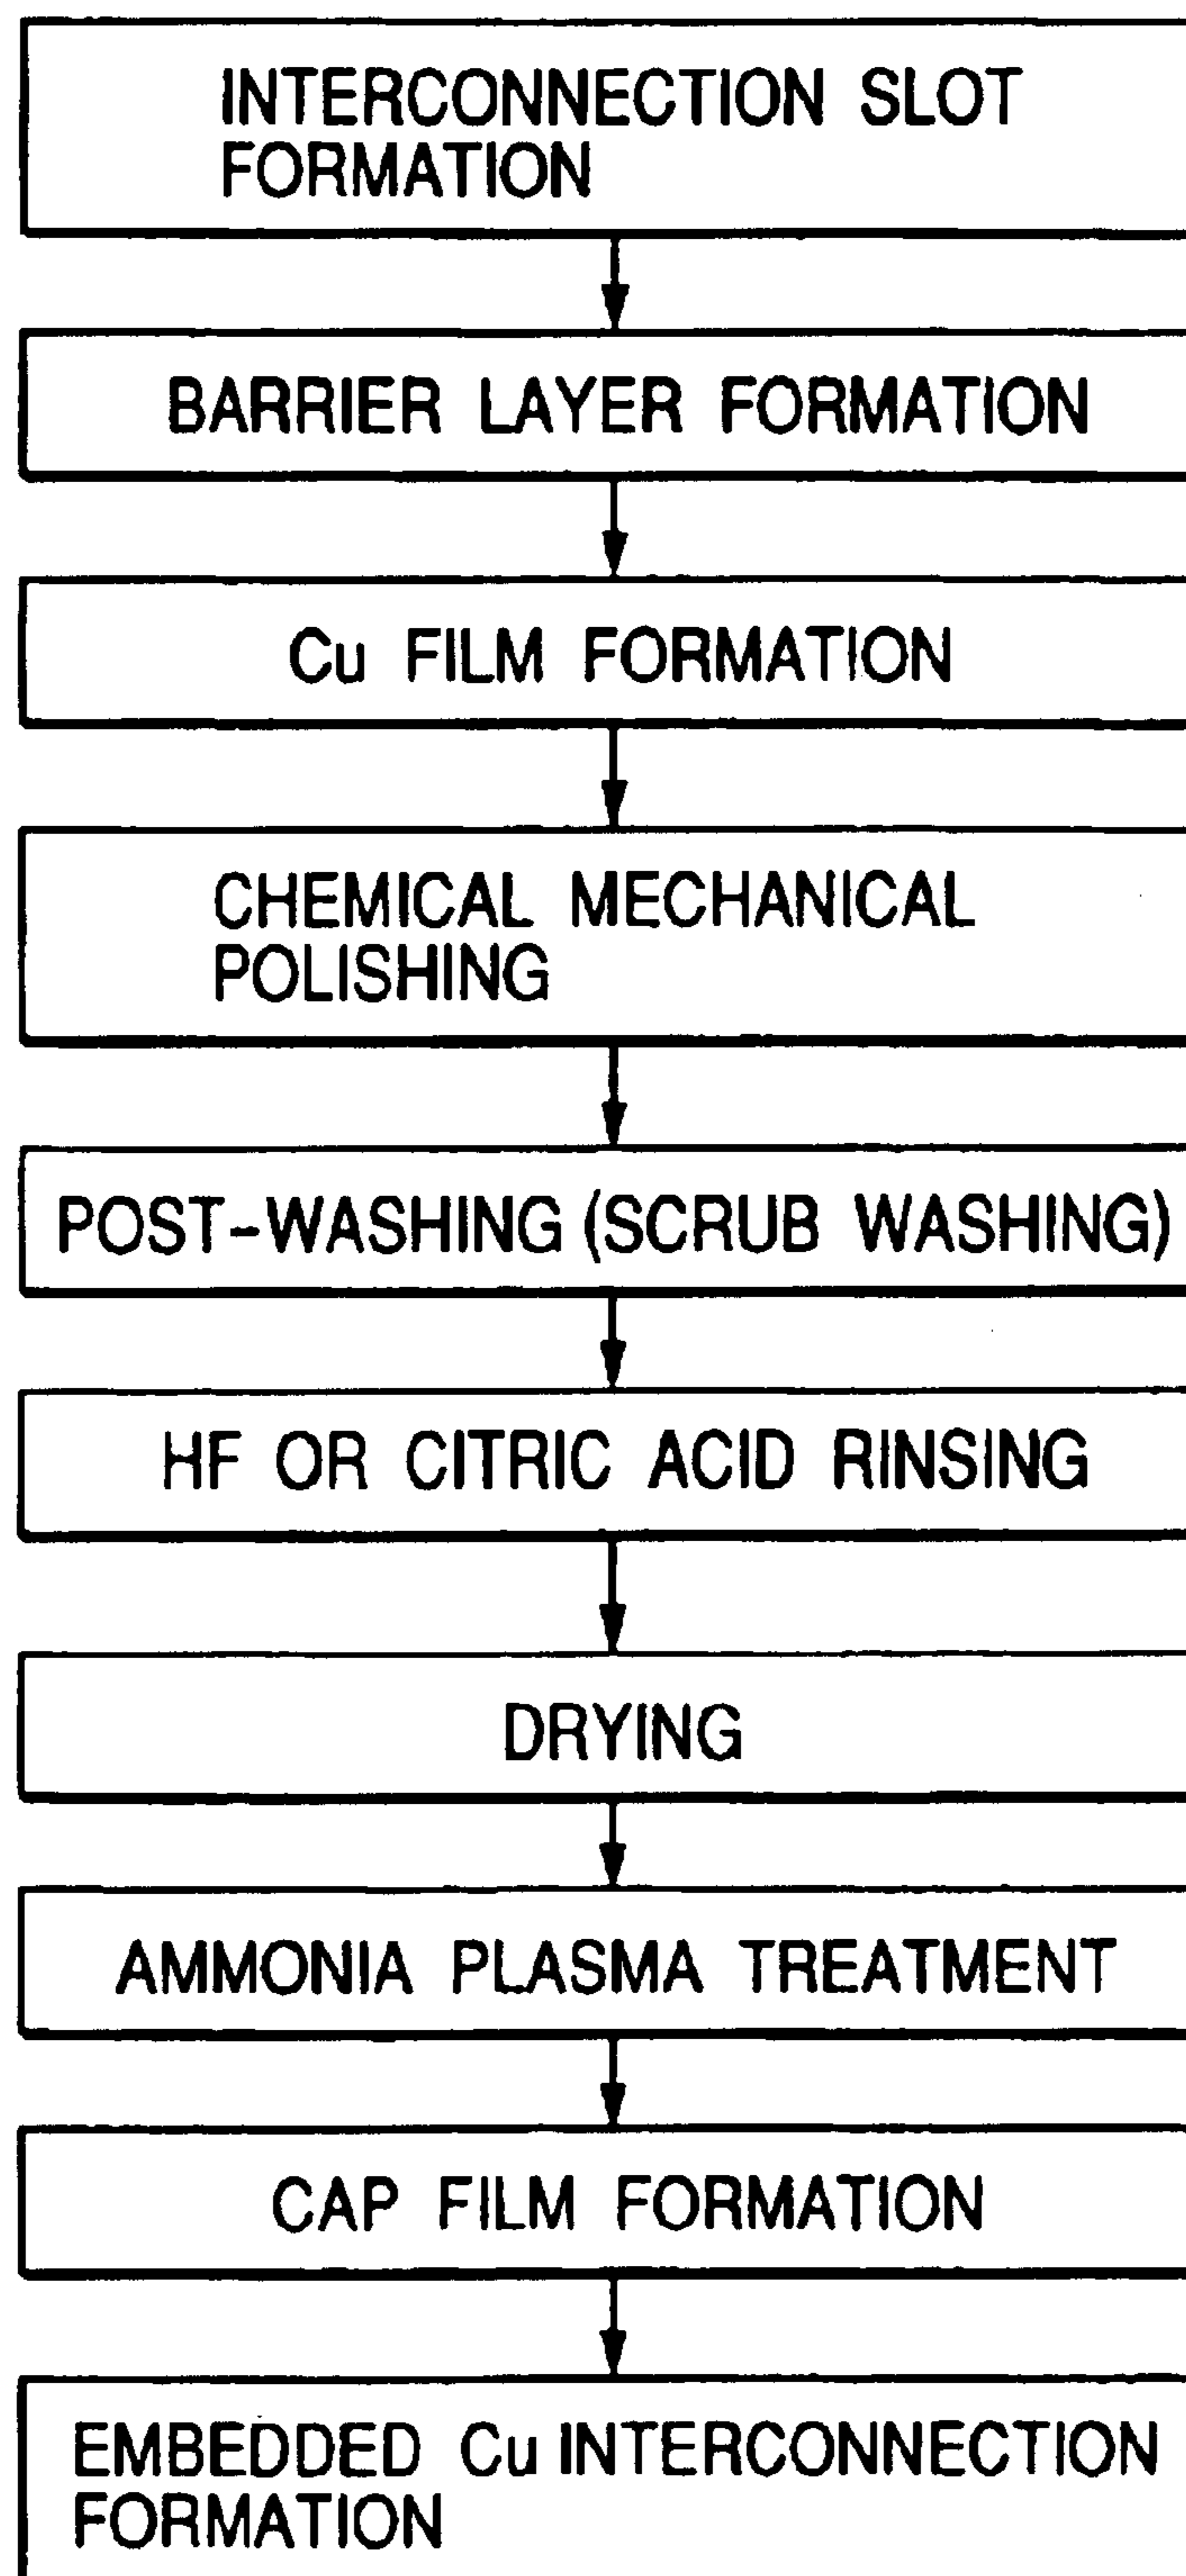 INTERCONNECTION SLOT
FORMATION
BARRIER LAYER FORMATION
Cu FILM FORMATION
CHEMICAL MECHANICAL
POLISHING
POST-WASHING (SCRUB WASHING)
HF OR CITRIC ACID RINSING
DRYING
AMMONIA PLASMA TREATMENT
CAP FILM FORMATION
EMBEDDED Cu INTERCONNECTION
FORMATION